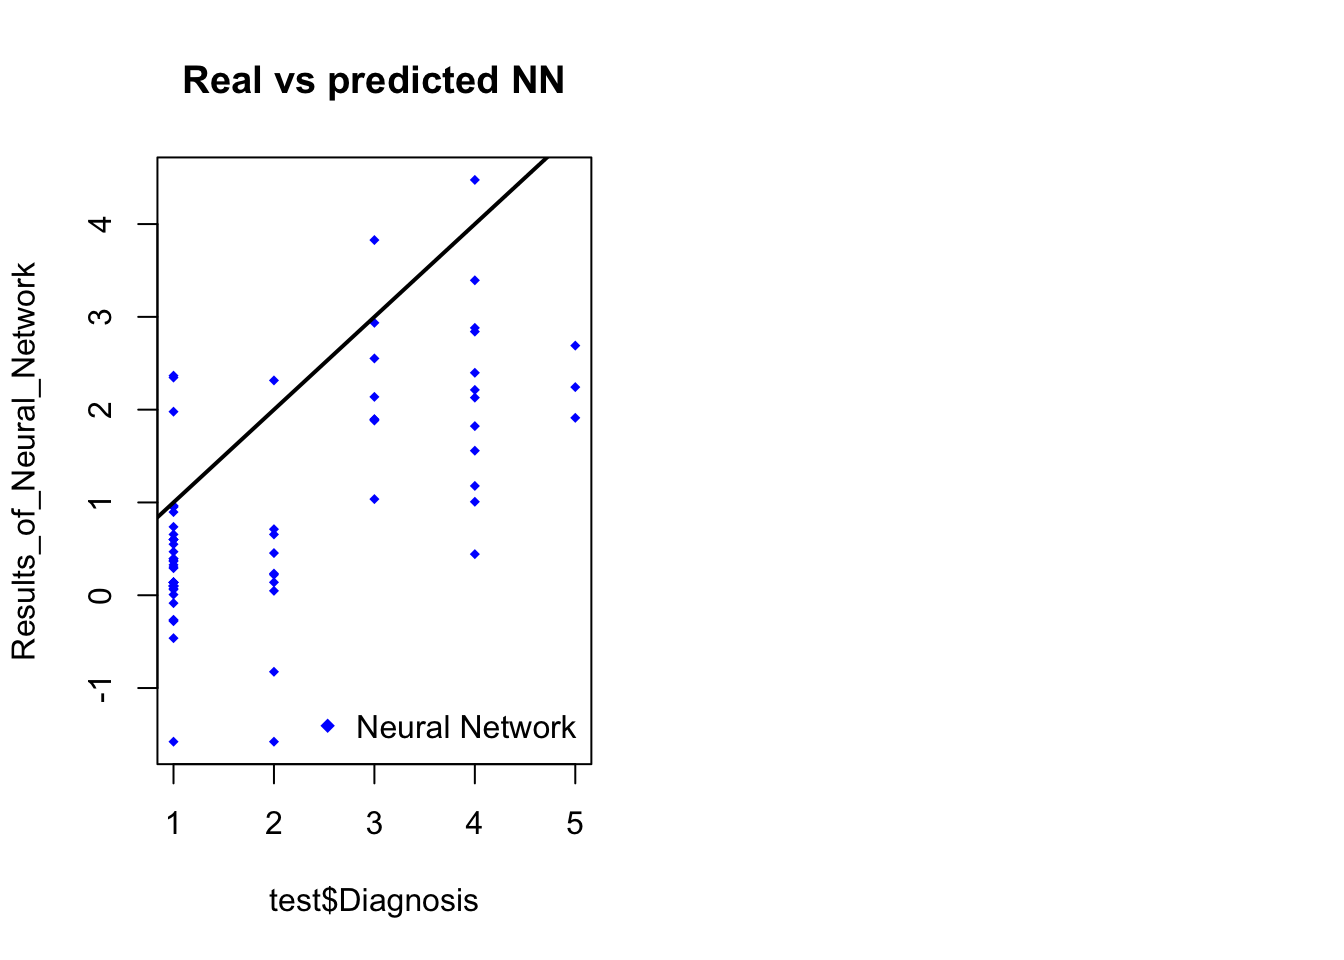 Real vs predicted NN
Results_of_Neural_Network
4
3
2
1
0
-1
Neural Network
1 2 3 4 5
test$Diagnosis